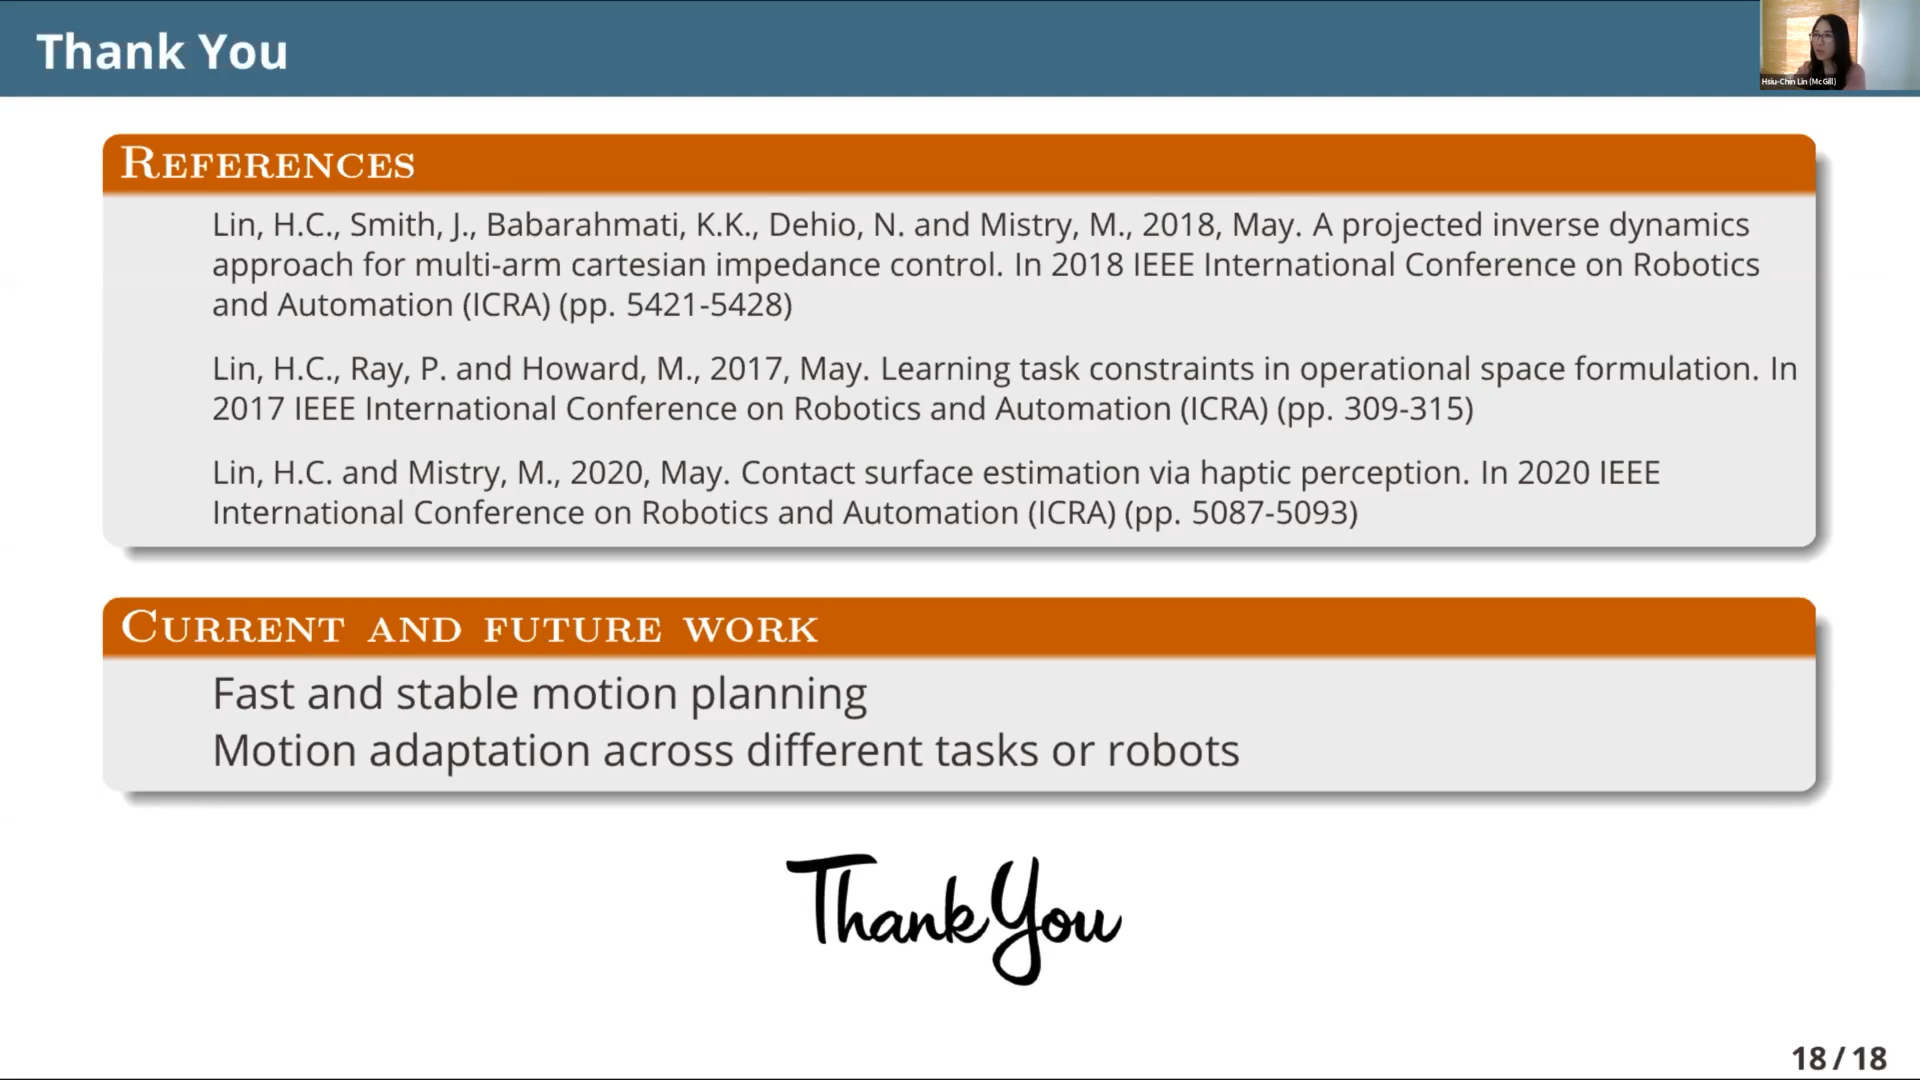 Thank You
Hsiu-Chin Lin (McGill)
References
Lin, H.C., Smith, J., Babarahmati, K.K., Dehio, N. and Mistry, M., 2018, May. A projected inverse dynamics
approach for multi-arm cartesian impedance control. In 2018 IEEE International Conference on Robotics
and Automation (ICRA) (pp. 5421-5428)
Lin, H.C., Ray, P. and Howard, M., 2017, May. Learning task constraints in operational space formulation. In
2017 IEEE International Conference on Robotics and Automation (ICRA) (pp. 309-315)
Lin, H.C. and Mistry, M., 2020, May. Contact surface estimation via haptic perception. In 2020 IEEE
International Conference on Robotics and Automation (ICRA) (pp. 5087-5093)
Current and future work
Fast and stable motion planning
Motion adaptation across different tasks or robots
Thank You
18 / 18